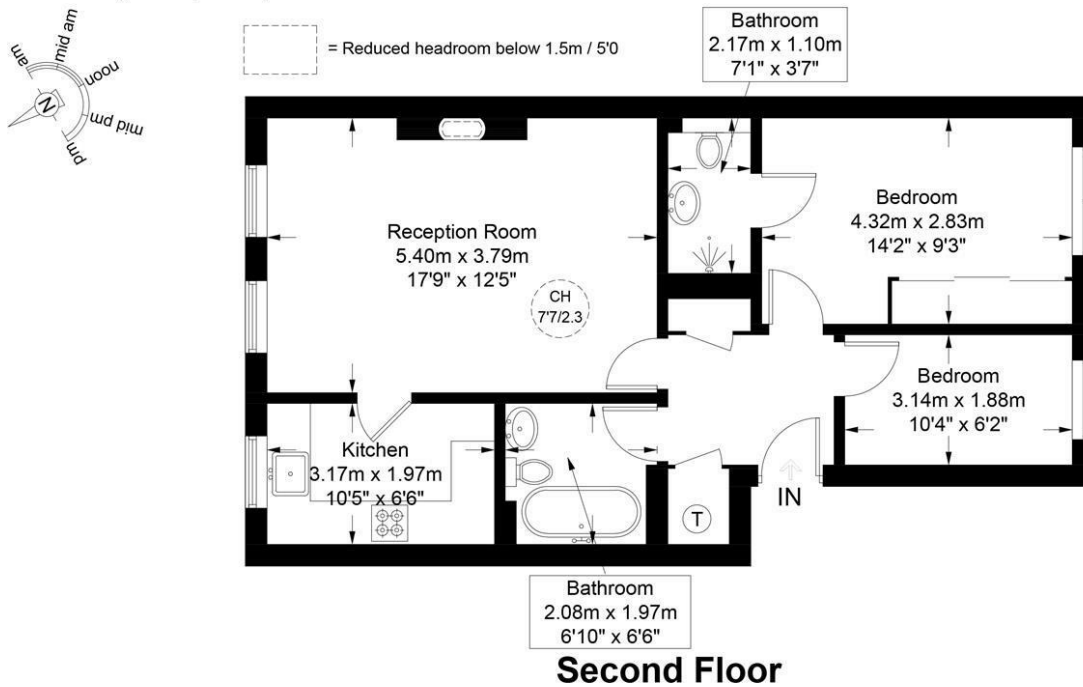 am
mid am
noon
mid pm
pm
N
= Reduced headroom below 1.5m / 5'0
Bathroom
2.17m x 1.10m
7'1" x 3'7"
Reception Room
5.40m x 3.79m
17'9" x 12'5"
CH
7'7/2.3
Bedroom
4.32m x 2.83m
14'2" x 9'3"
Bedroom
3.14m x 1.88m
10'4" x 6'2"
Kitchen
3.17m x 1.97m
10'5" x 6'6"
IN
T
Bathroom
2.08m x 1.97m
6'10" x 6'6"
Second Floor